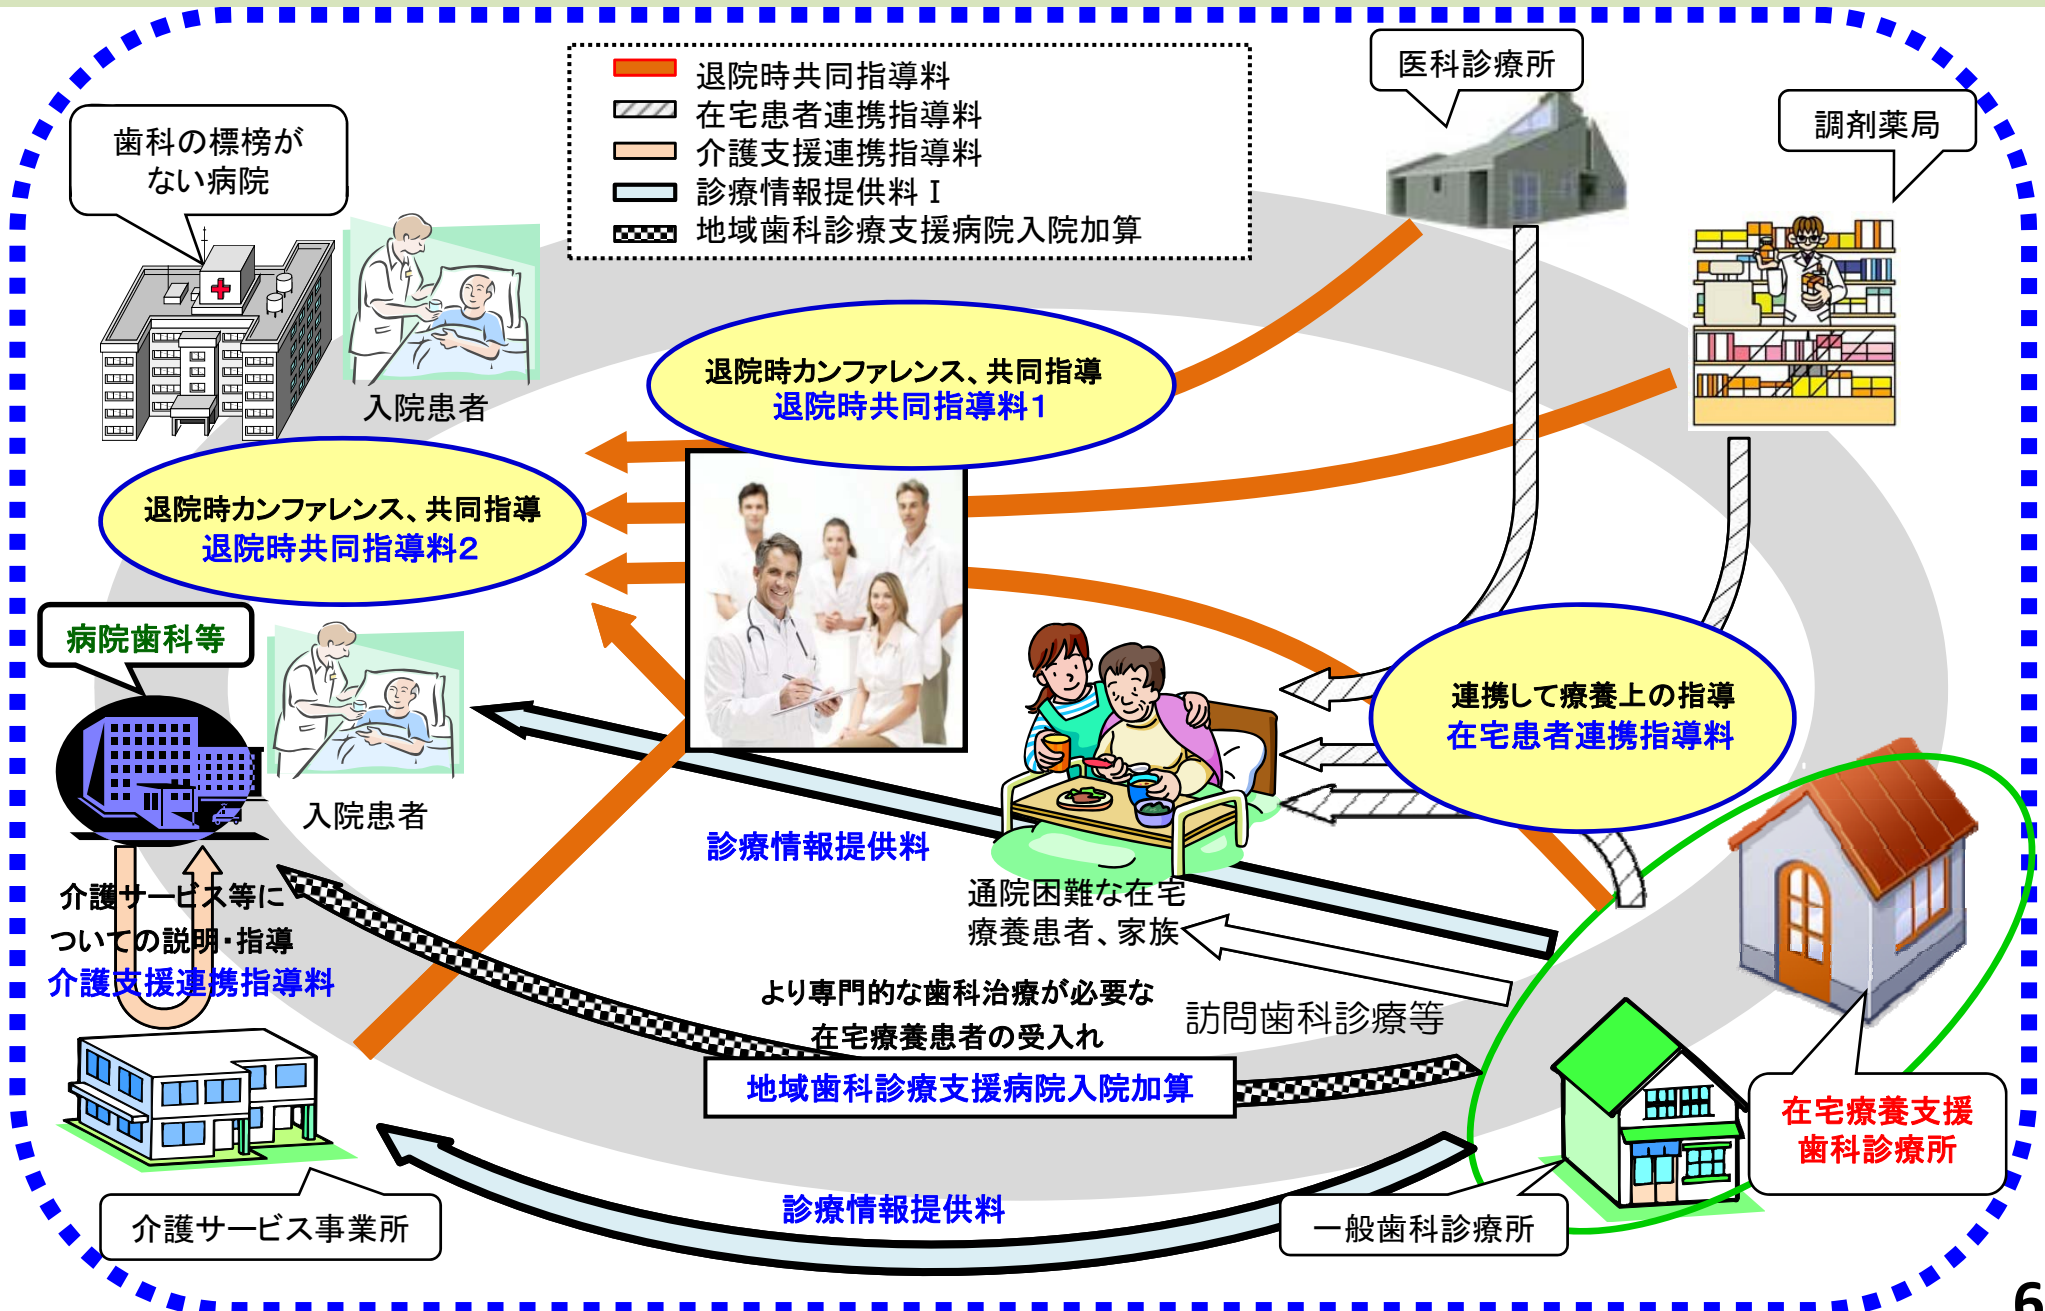 退院時共同指導料
在宅患者連携指導料
介護支援連携指導料
診療情報提供料Ⅰ
地域歯科診療支援病院入院加算
医科診療所
調剤薬局
歯科の標榜が
ない病院
入院患者
退院時カンファレンス、共同指導
退院時共同指導料1
退院時カンファレンス、共同指導
退院時共同指導料2
病院歯科等
入院患者
連携して療養上の指導
在宅患者連携指導料
診療情報提供料
通院困難な在宅
療養患者、家族
介護サービス等に
ついての説明・指導
介護支援連携指導料
より専門的な歯科治療が必要な
在宅療養患者の受入れ
地域歯科診療支援病院入院加算
訪問歯科診療等
在宅療養支援
歯科診療所
診療情報提供料
介護サービス事業所
一般歯科診療所
6